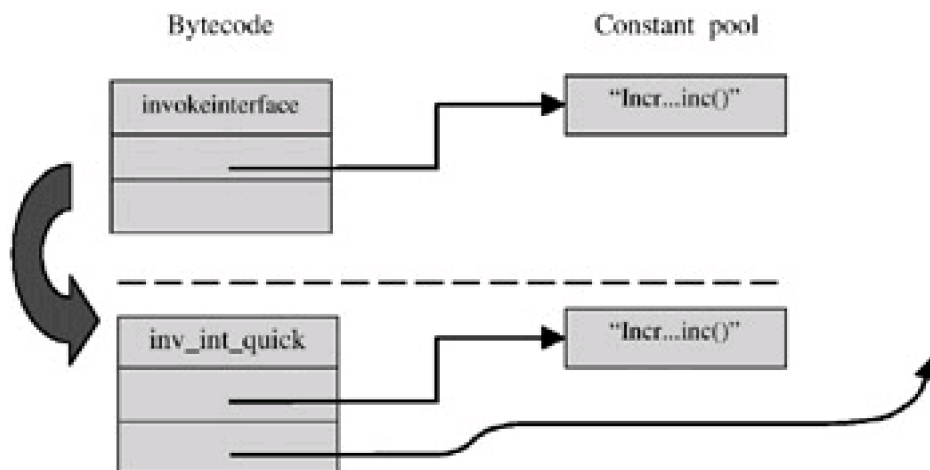 Bytecode
Constant pool
invokeinterface
"Incr...inc()"
inv_int_quick
"Incr...inc()"